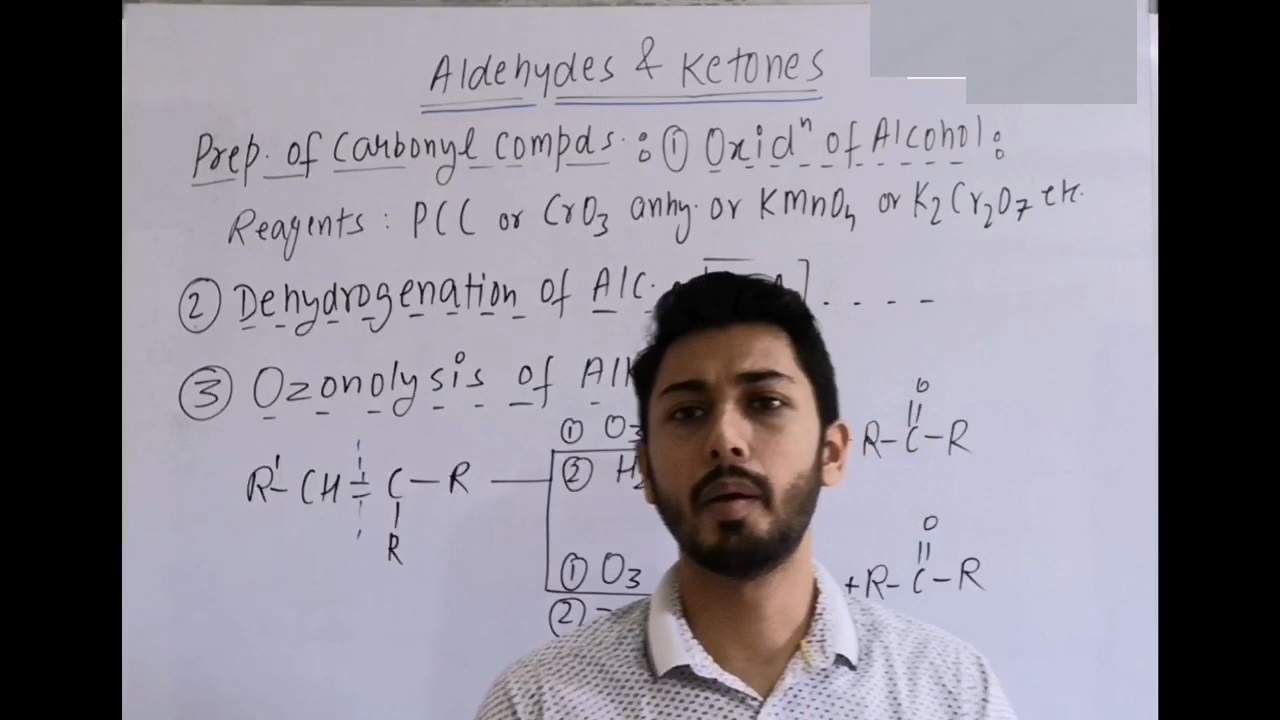 Aldehydes & Ketones
Prep. of Carbonyl Compds. : ① Oxidⁿ of Alcohol :
Reagents : PCC or CrO₃ anhy. or KMnO₄ or K₂Cr₂O₇ etc.
② Dehydrogenation of Alc. . . - -
③ Ozonolysis of
① O₃
② H
O
R-C-R
R'-CH=C-R
R
① O₃
②
O
+R-C-R